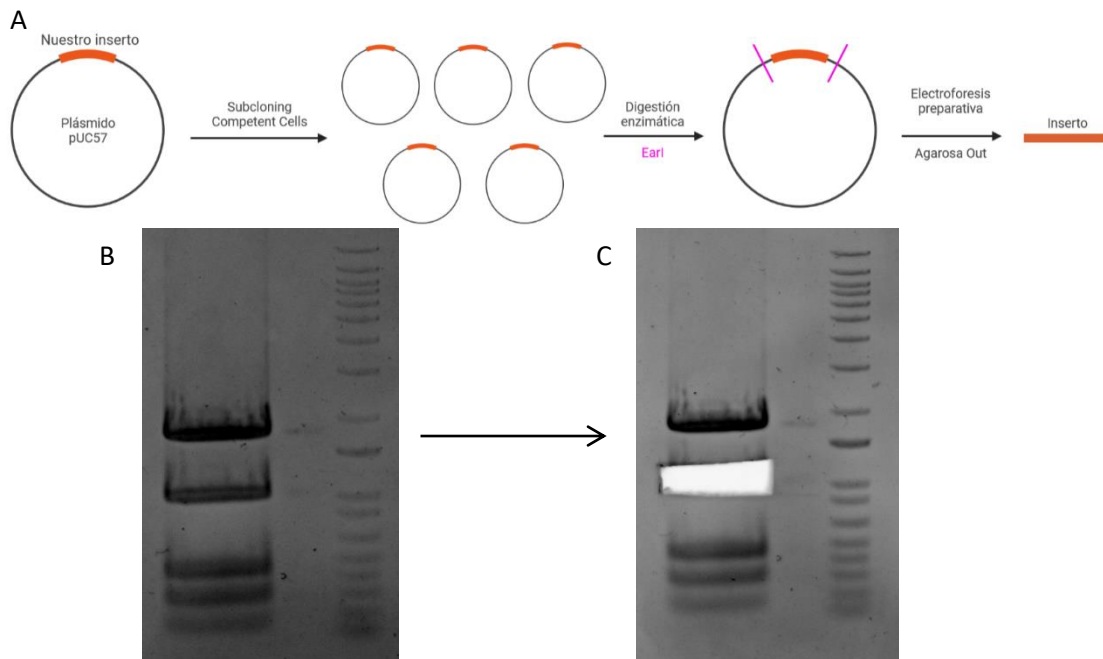 A
Nuestro inserto
Plásmido
pUC57
Subcloning
Competent Cells
Digestión
enzimática
EarI
Electroforesis
preparativa
Agarosa Out
Inserto
B
C